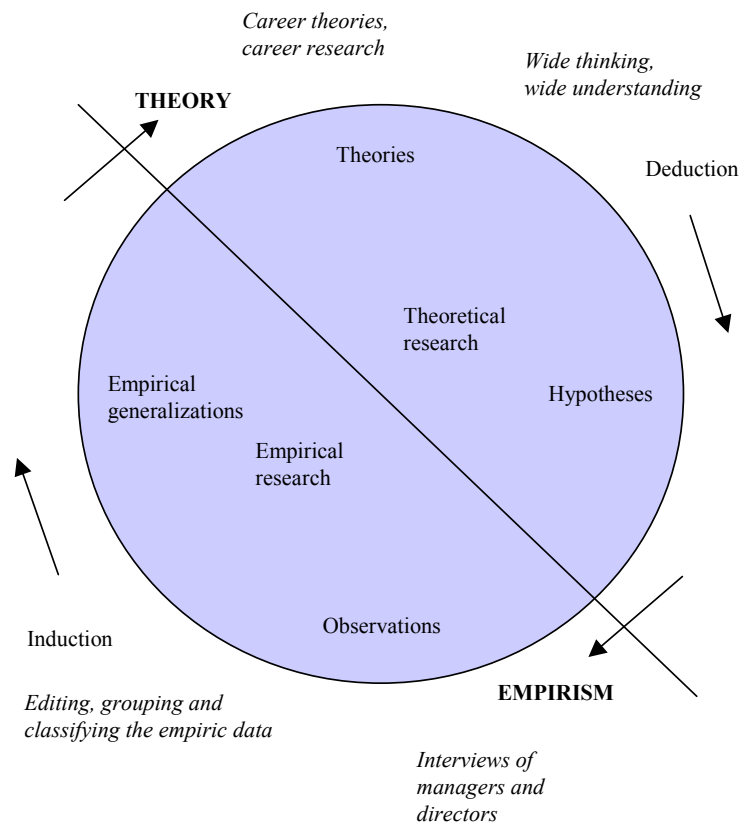 Career theories,
career research
Wide thinking,
wide understanding
THEORY
Theories
Deduction
Theoretical
research
Empirical
generalizations
Hypotheses
Empirical
research
Observations
Induction
EMPIRISM
Editing, grouping and
classifying the empiric data
Interviews of
managers and
directors